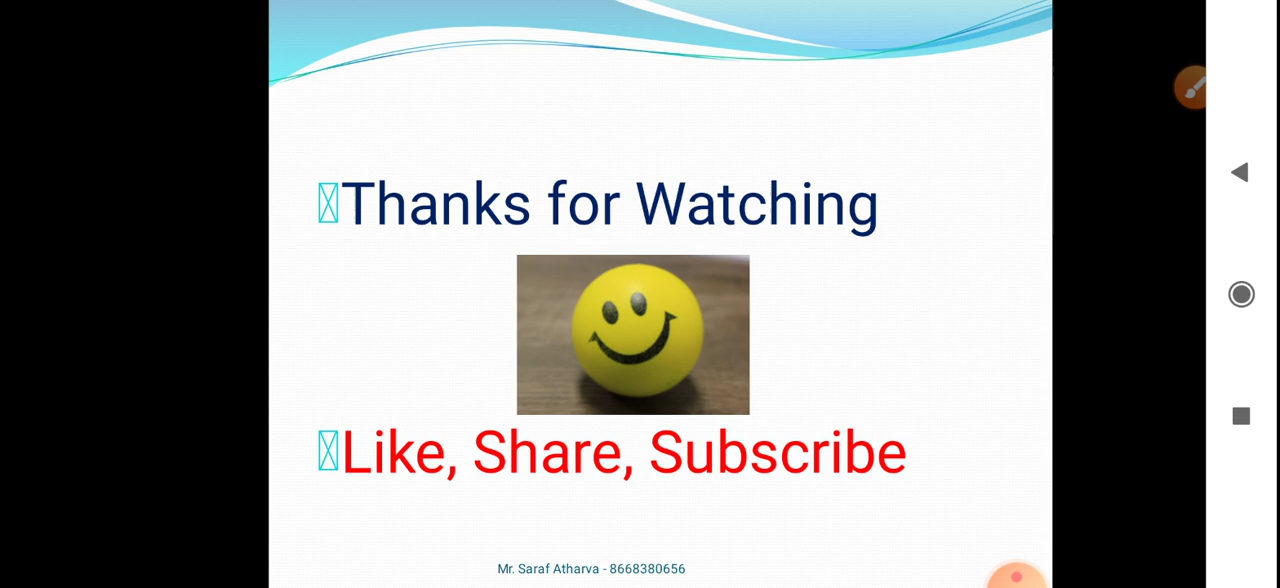 Thanks for Watching
Like, Share, Subscribe
Mr. Saraf Atharva - 8668380656